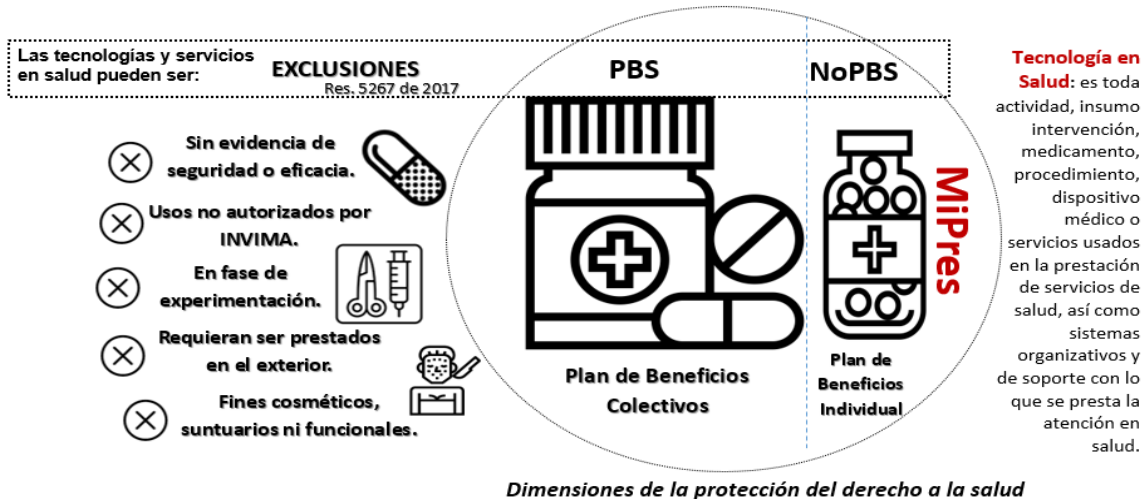 Las tecnologías y servicios
en salud pueden ser:
EXCLUSIONES
Res. 5267 de 2017
PBS
NoPBS
Sin evidencia de
seguridad o eficacia.
Usos no autorizados por
INVIMA.
En fase de
experimentación.
Requieran ser prestados
en el exterior.
Fines cosméticos,
suntuarios ni funcionales.
Plan de Beneficios
Colectivos
MiPres
Plan de
Beneficios
Individual
Tecnología en
Salud: es toda
actividad, insumo
intervención,
medicamento,
procedimiento,
dispositivo
médico o
servicios usados
en la prestación
de servicios de
salud, así como
sistemas
organizativos y
de soporte con lo
que se presta la
atención en
salud.
Dimensiones de la protección del derecho a la salud